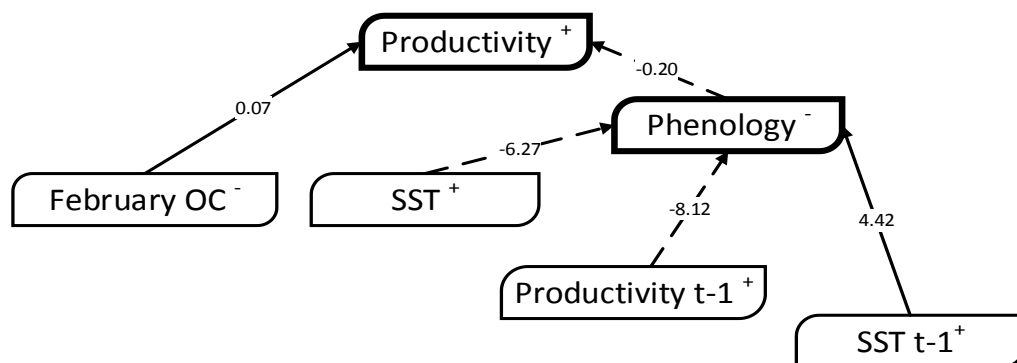 Productivity +
-0.20
0.07
Phenology -
-6.27
February OC -
SST +
-8.12
4.42
Productivity t-1 +
SST t-1 +